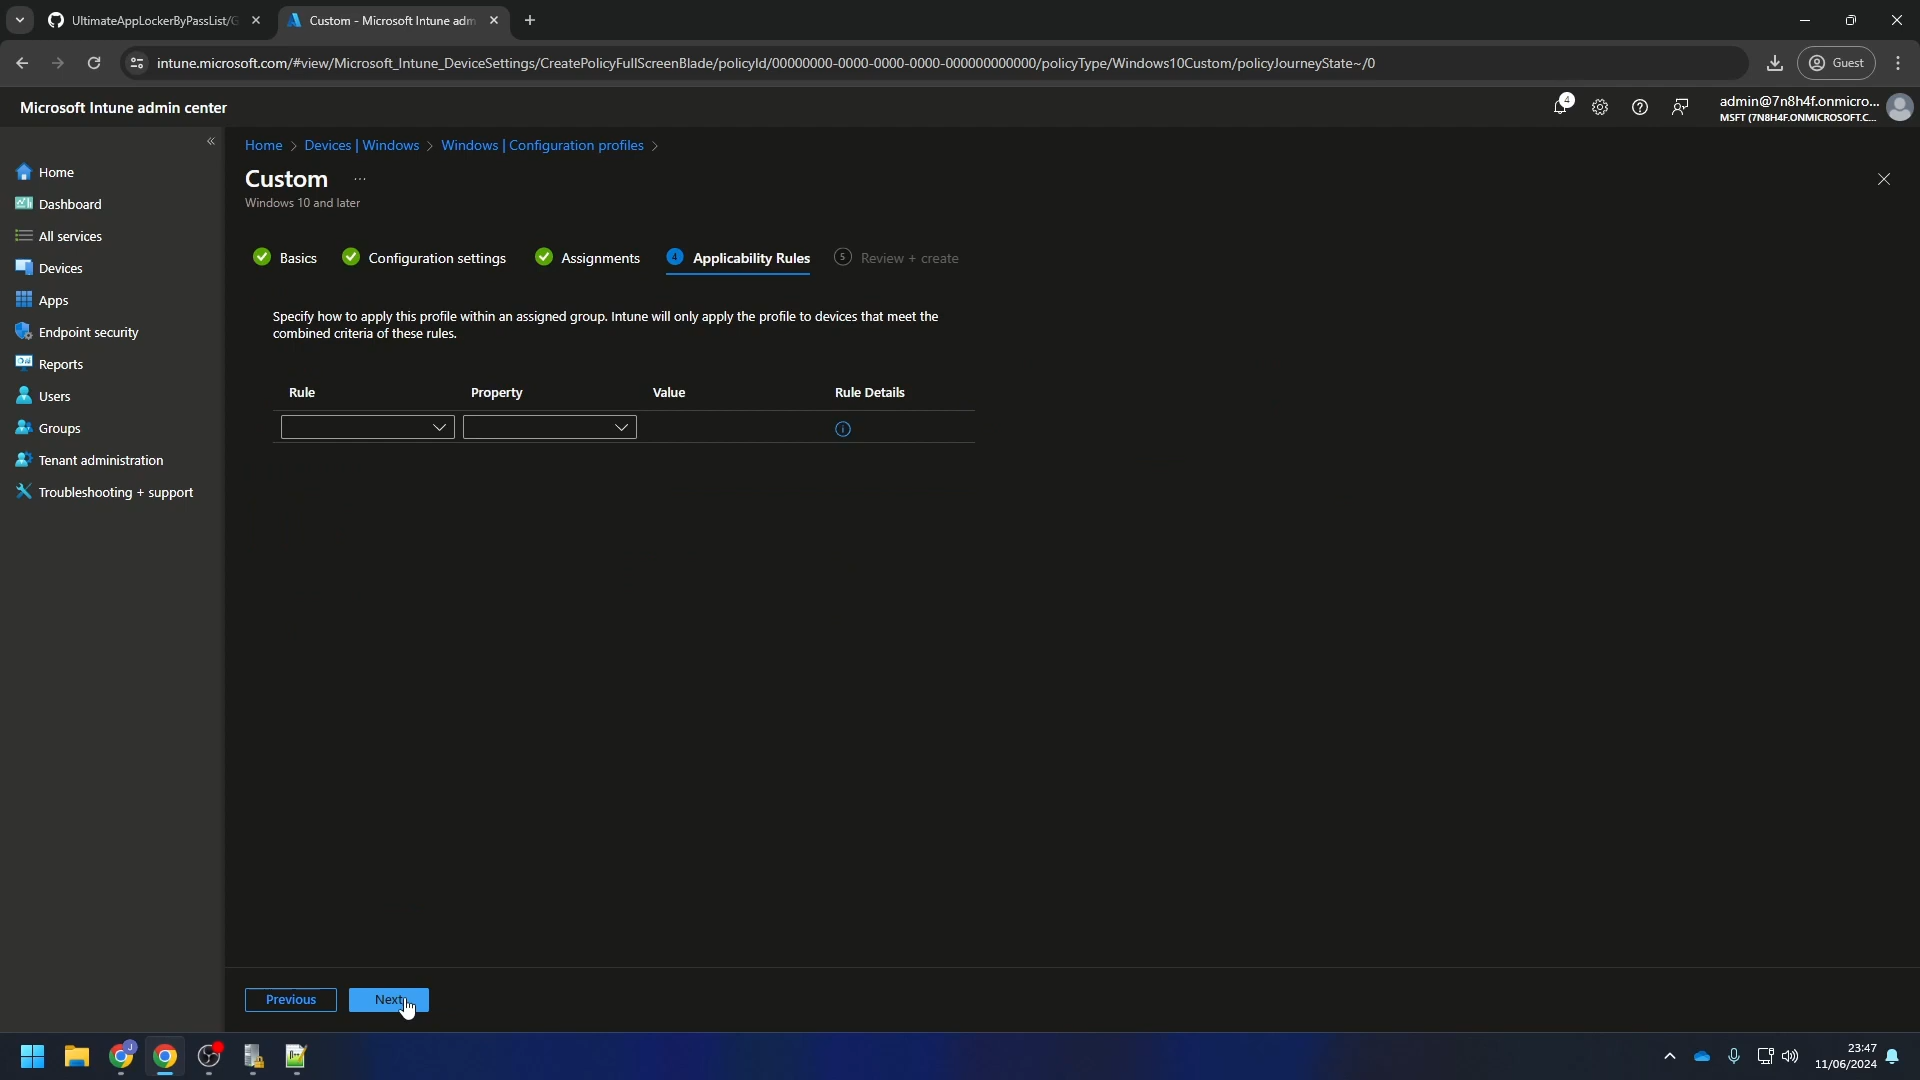 UltimateAppLockerByPassList/G
Custom - Microsoft Intune adm
intune.microsoft.com/#view/Microsoft_Intune_DeviceSettings/CreatePolicyFullScreenBlade/policyId/00000000-0000-0000-0000-000000000000/policyType/Windows10Custom/policyJourneyState~/0
Guest
Microsoft Intune admin center
4
admin@7n8h4f.onmicro...
MSFT (7N8H4F.ONMICROSOFT.C...
«
Home > Devices | Windows > Windows | Configuration profiles >
Custom ...
Windows 10 and later
Home
Dashboard
All services
Devices
Apps
Endpoint security
Reports
Users
Groups
Tenant administration
Troubleshooting + support
Basics
Configuration settings
Assignments
4 Applicability Rules
5 Review + create
Specify how to apply this profile within an assigned group. Intune will only apply the profile to devices that meet the
combined criteria of these rules.
Rule Property Value Rule Details
Previous Next
J
23:47
11/06/2024